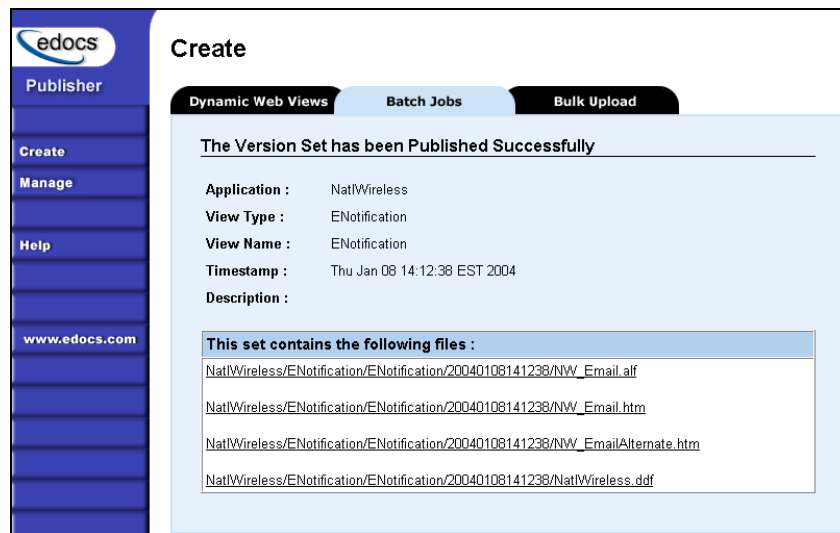 edocs
Publisher
Create
Manage
Help
www.edocs.com
Create
Dynamic Web Views
Batch Jobs
Bulk Upload
The Version Set has been Published Successfully
Application : NatlWireless
View Type : ENotification
View Name : ENotification
Timestamp : Thu Jan 08 14:12:38 EST 2004
Description :
This set contains the following files :
NatlWireless/ENotification/ENotification/20040108141238/NW_Email.alf
NatlWireless/ENotification/ENotification/20040108141238/NW_Email.htm
NatlWireless/ENotification/ENotification/20040108141238/NW_EmailAlternate.htm
NatlWireless/ENotification/ENotification/20040108141238/NatlWireless.ddf